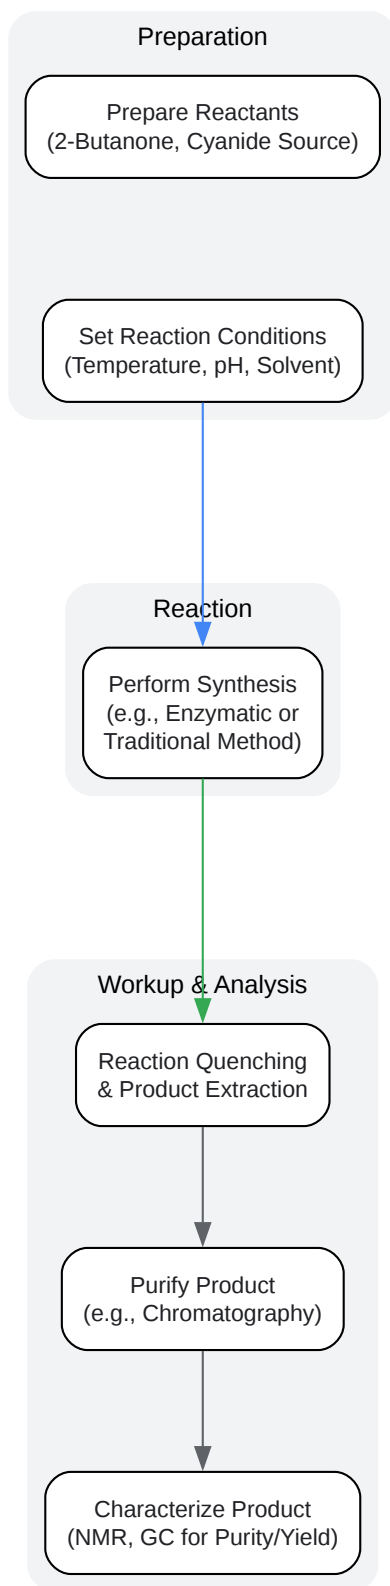 Preparation
Prepare Reactants
(2-Butanone, Cyanide Source)
Set Reaction Conditions
(Temperature, pH, Solvent)
Reaction
Perform Synthesis
(e.g., Enzymatic or
Traditional Method)
Workup & Analysis
Reaction Quenching
& Product Extraction
Purify Product
(e.g., Chromatography)
Characterize Product
(NMR, GC for Purity/Yield)